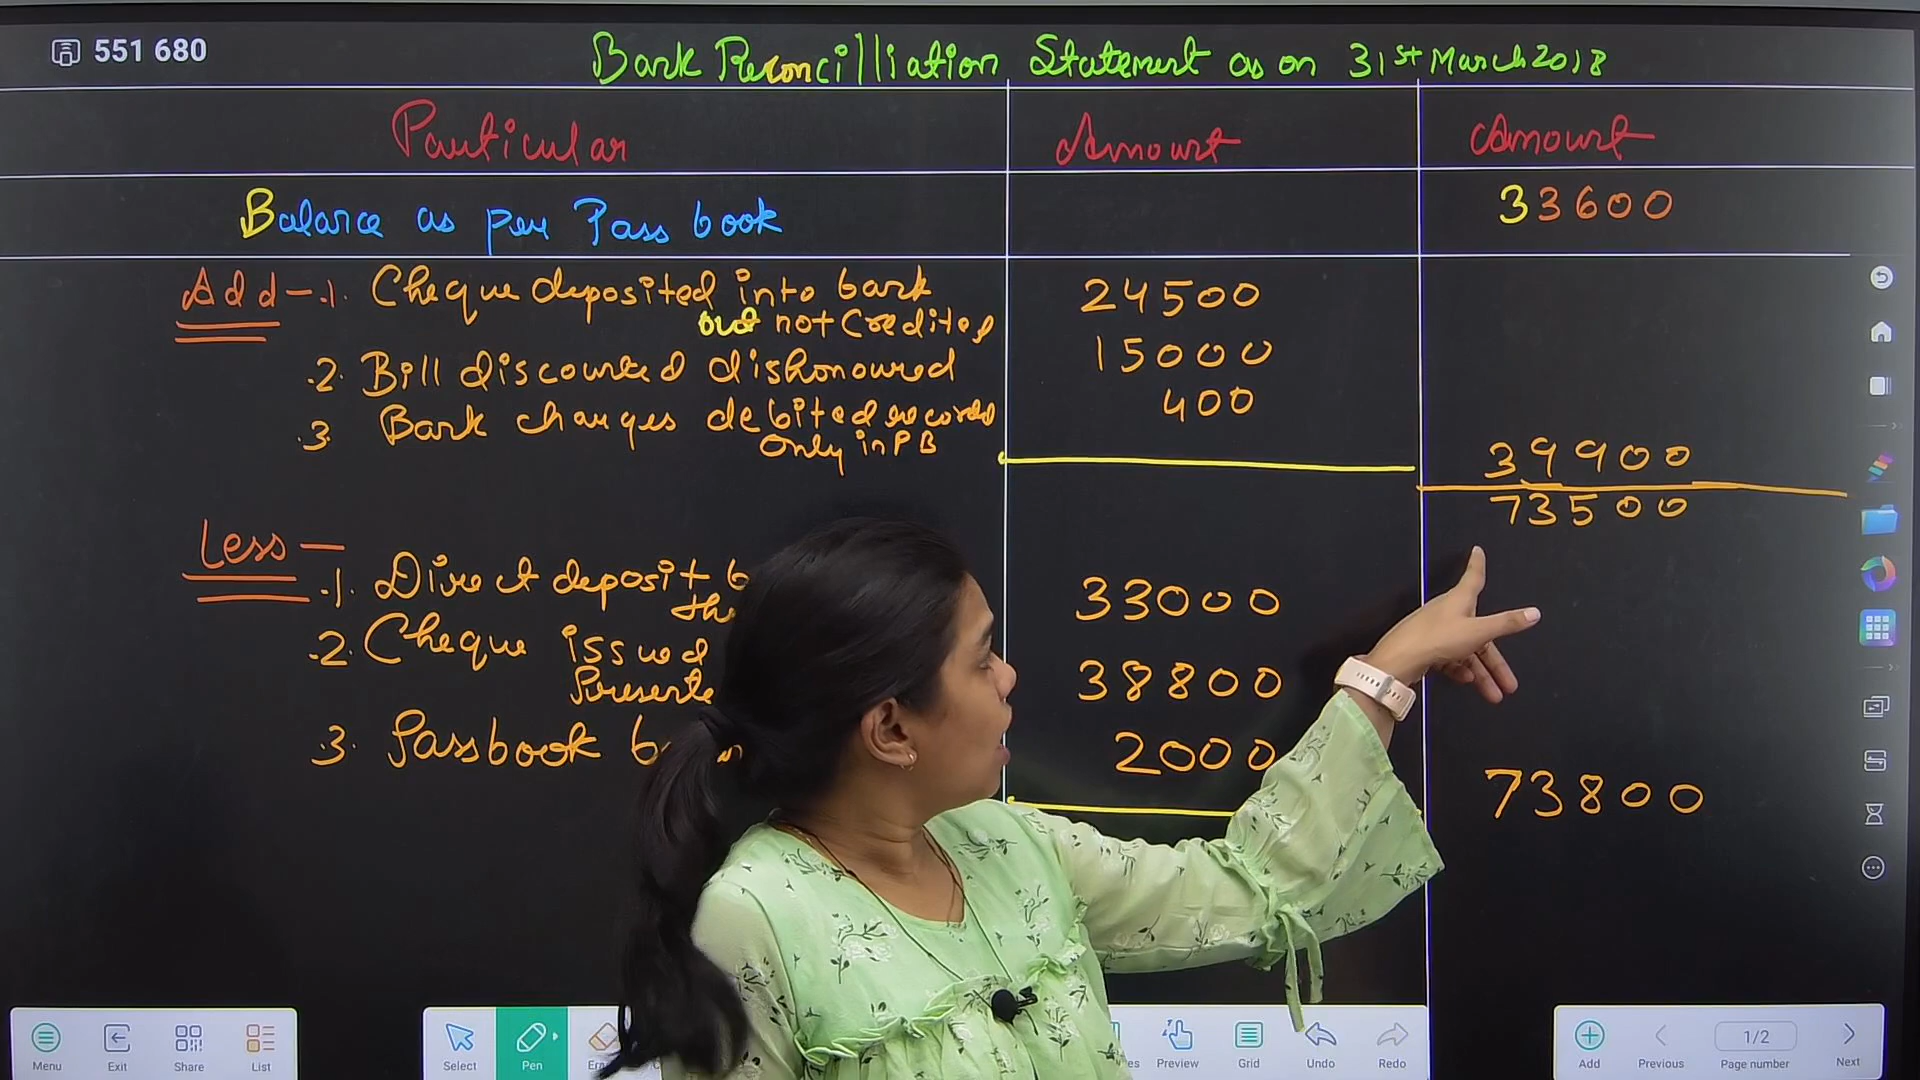 551 680
Bank Reconcilliation Statement as on 31st March 2018
Particular Amount Amount
Balance as per Pass book 33600
Add - .1. Cheque deposited into bank 24500
but not Credited
.2. Bill discounted dishonoured 15000
.3 Bank charges debited record 400
only in PB
39900
73500
Less -
.1. Direct deposit b 33000
the
.2. Cheque issued 38800
Presente
.3. Passbook 2000
73800
Menu Exit Share List Select Pen Preview Grid Undo Redo Add Previous 1/2 Page number Next